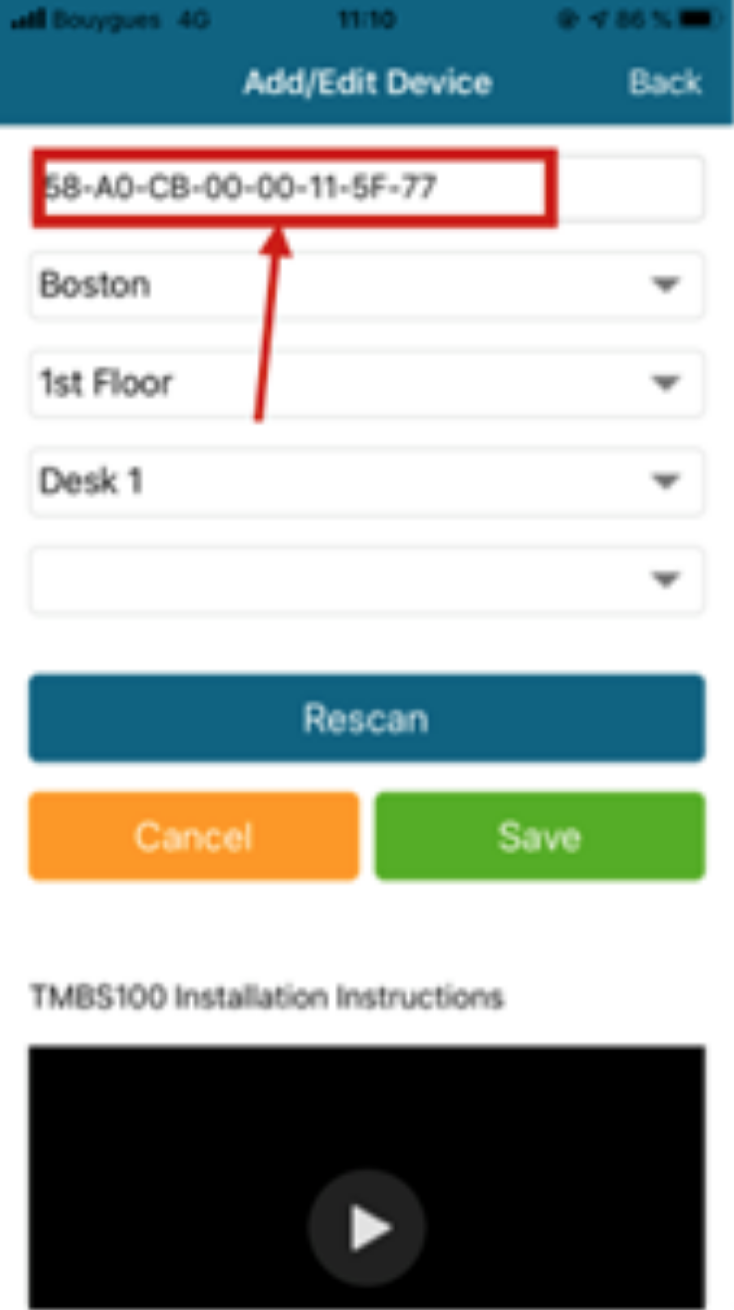 Bouygues 4G 11:10 86 %
Add/Edit Device Back
58-A0-CB-00-00-11-5F-77
Boston
1st Floor
Desk 1
Rescan
Cancel Save
TMBS100 Installation Instructions